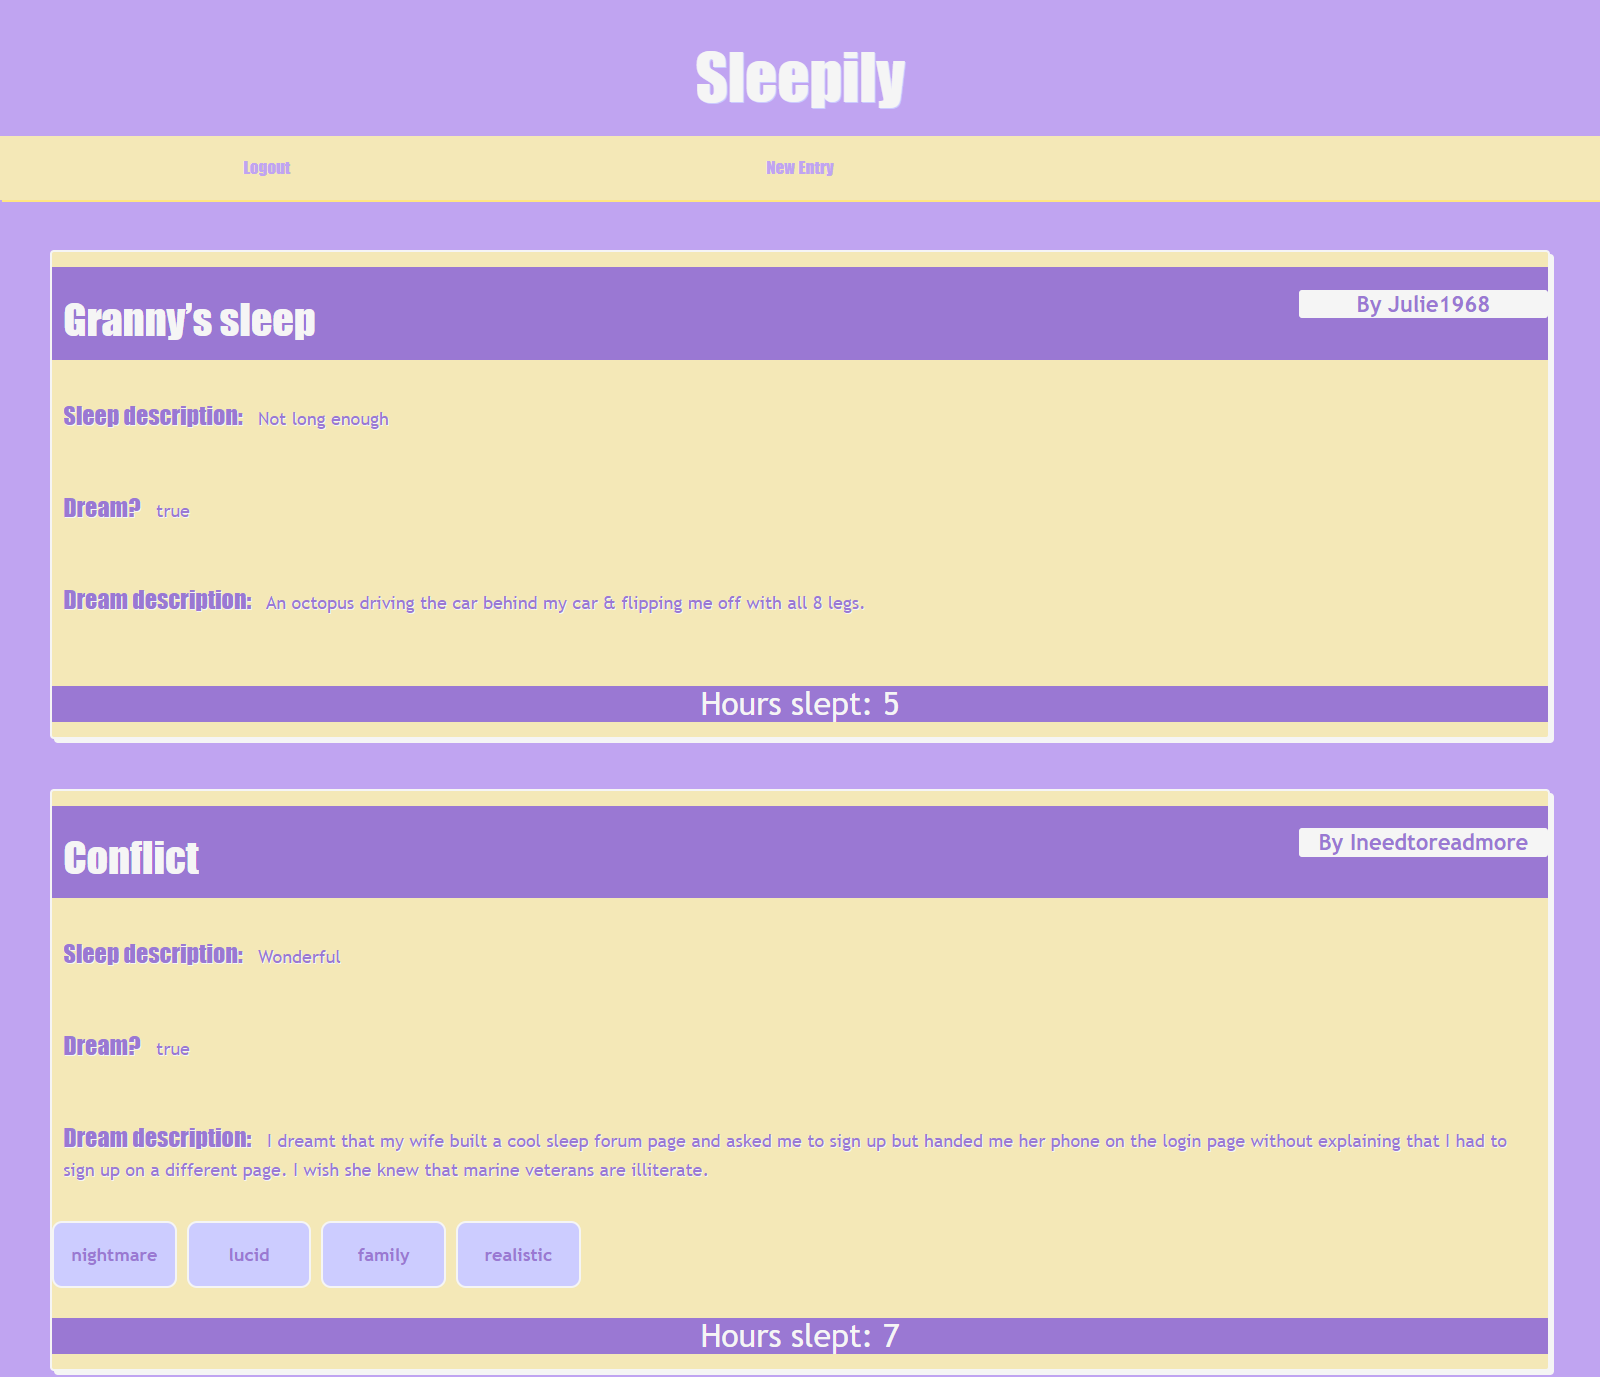 Sleepily
Logout New Entry
Granny’s sleep
By Julie1968
Sleep description: Not long enough
Dream? true
Dream description: An octopus driving the car behind my car & flipping me off with all 8 legs.
Hours slept: 5
Conflict
By Ineedtoreadmore
Sleep description: Wonderful
Dream? true
Dream description: I dreamt that my wife built a cool sleep forum page and asked me to sign up but handed me her phone on the login page without explaining that I had to
sign up on a different page. I wish she knew that marine veterans are illiterate.
nightmare lucid family realistic
Hours slept: 7